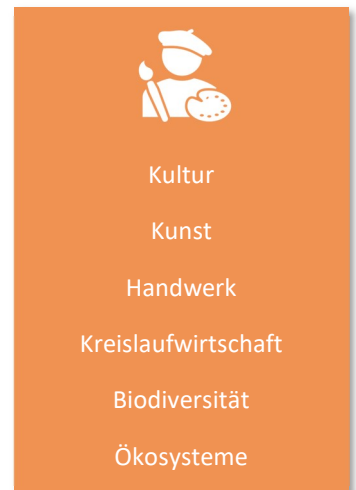 Kultur
Kunst
Handwerk
Kreislaufwirtschaft
Biodiversität
Ökosysteme